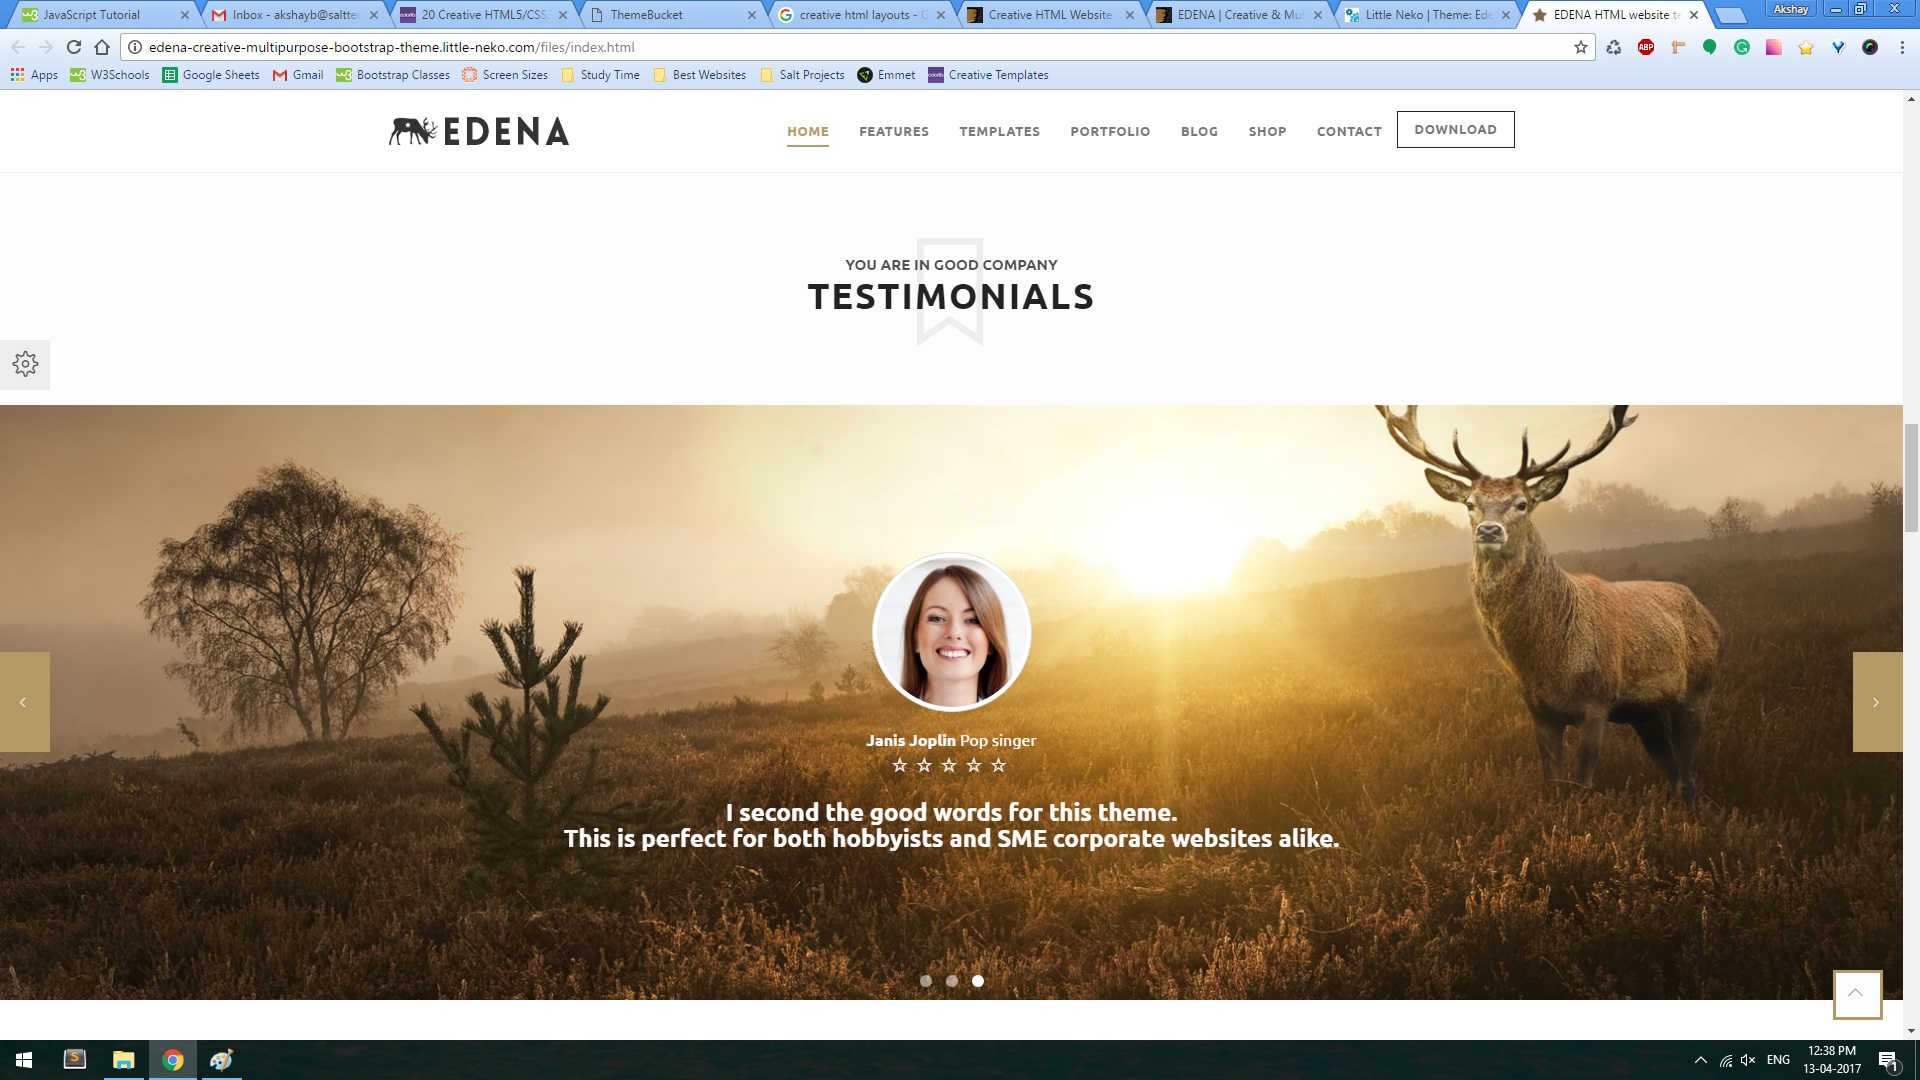 JavaScript Tutorial
Inbox - akshayb@saltte
20 Creative HTML5/CSS
ThemeBucket
creative html layouts - G
Creative HTML Website
EDENA | Creative & Mul
Little Neko | Theme: Ede
EDENA HTML website te
Akshay
edena-creative-multipurpose-bootstrap-theme.little-neko.com/files/index.html
ABP
Apps
W3Schools
Google Sheets
Gmail
Bootstrap Classes
Screen Sizes
Study Time
Best Websites
Salt Projects
Emmet
Creative Templates
EDENA
HOME
FEATURES
TEMPLATES
PORTFOLIO
BLOG
SHOP
CONTACT
DOWNLOAD
YOU ARE IN GOOD COMPANY
TESTIMONIALS
Janis Joplin Pop singer
I second the good words for this theme.
This is perfect for both hobbyists and SME corporate websites alike.
ENG
12:38 PM
13-04-2017
1